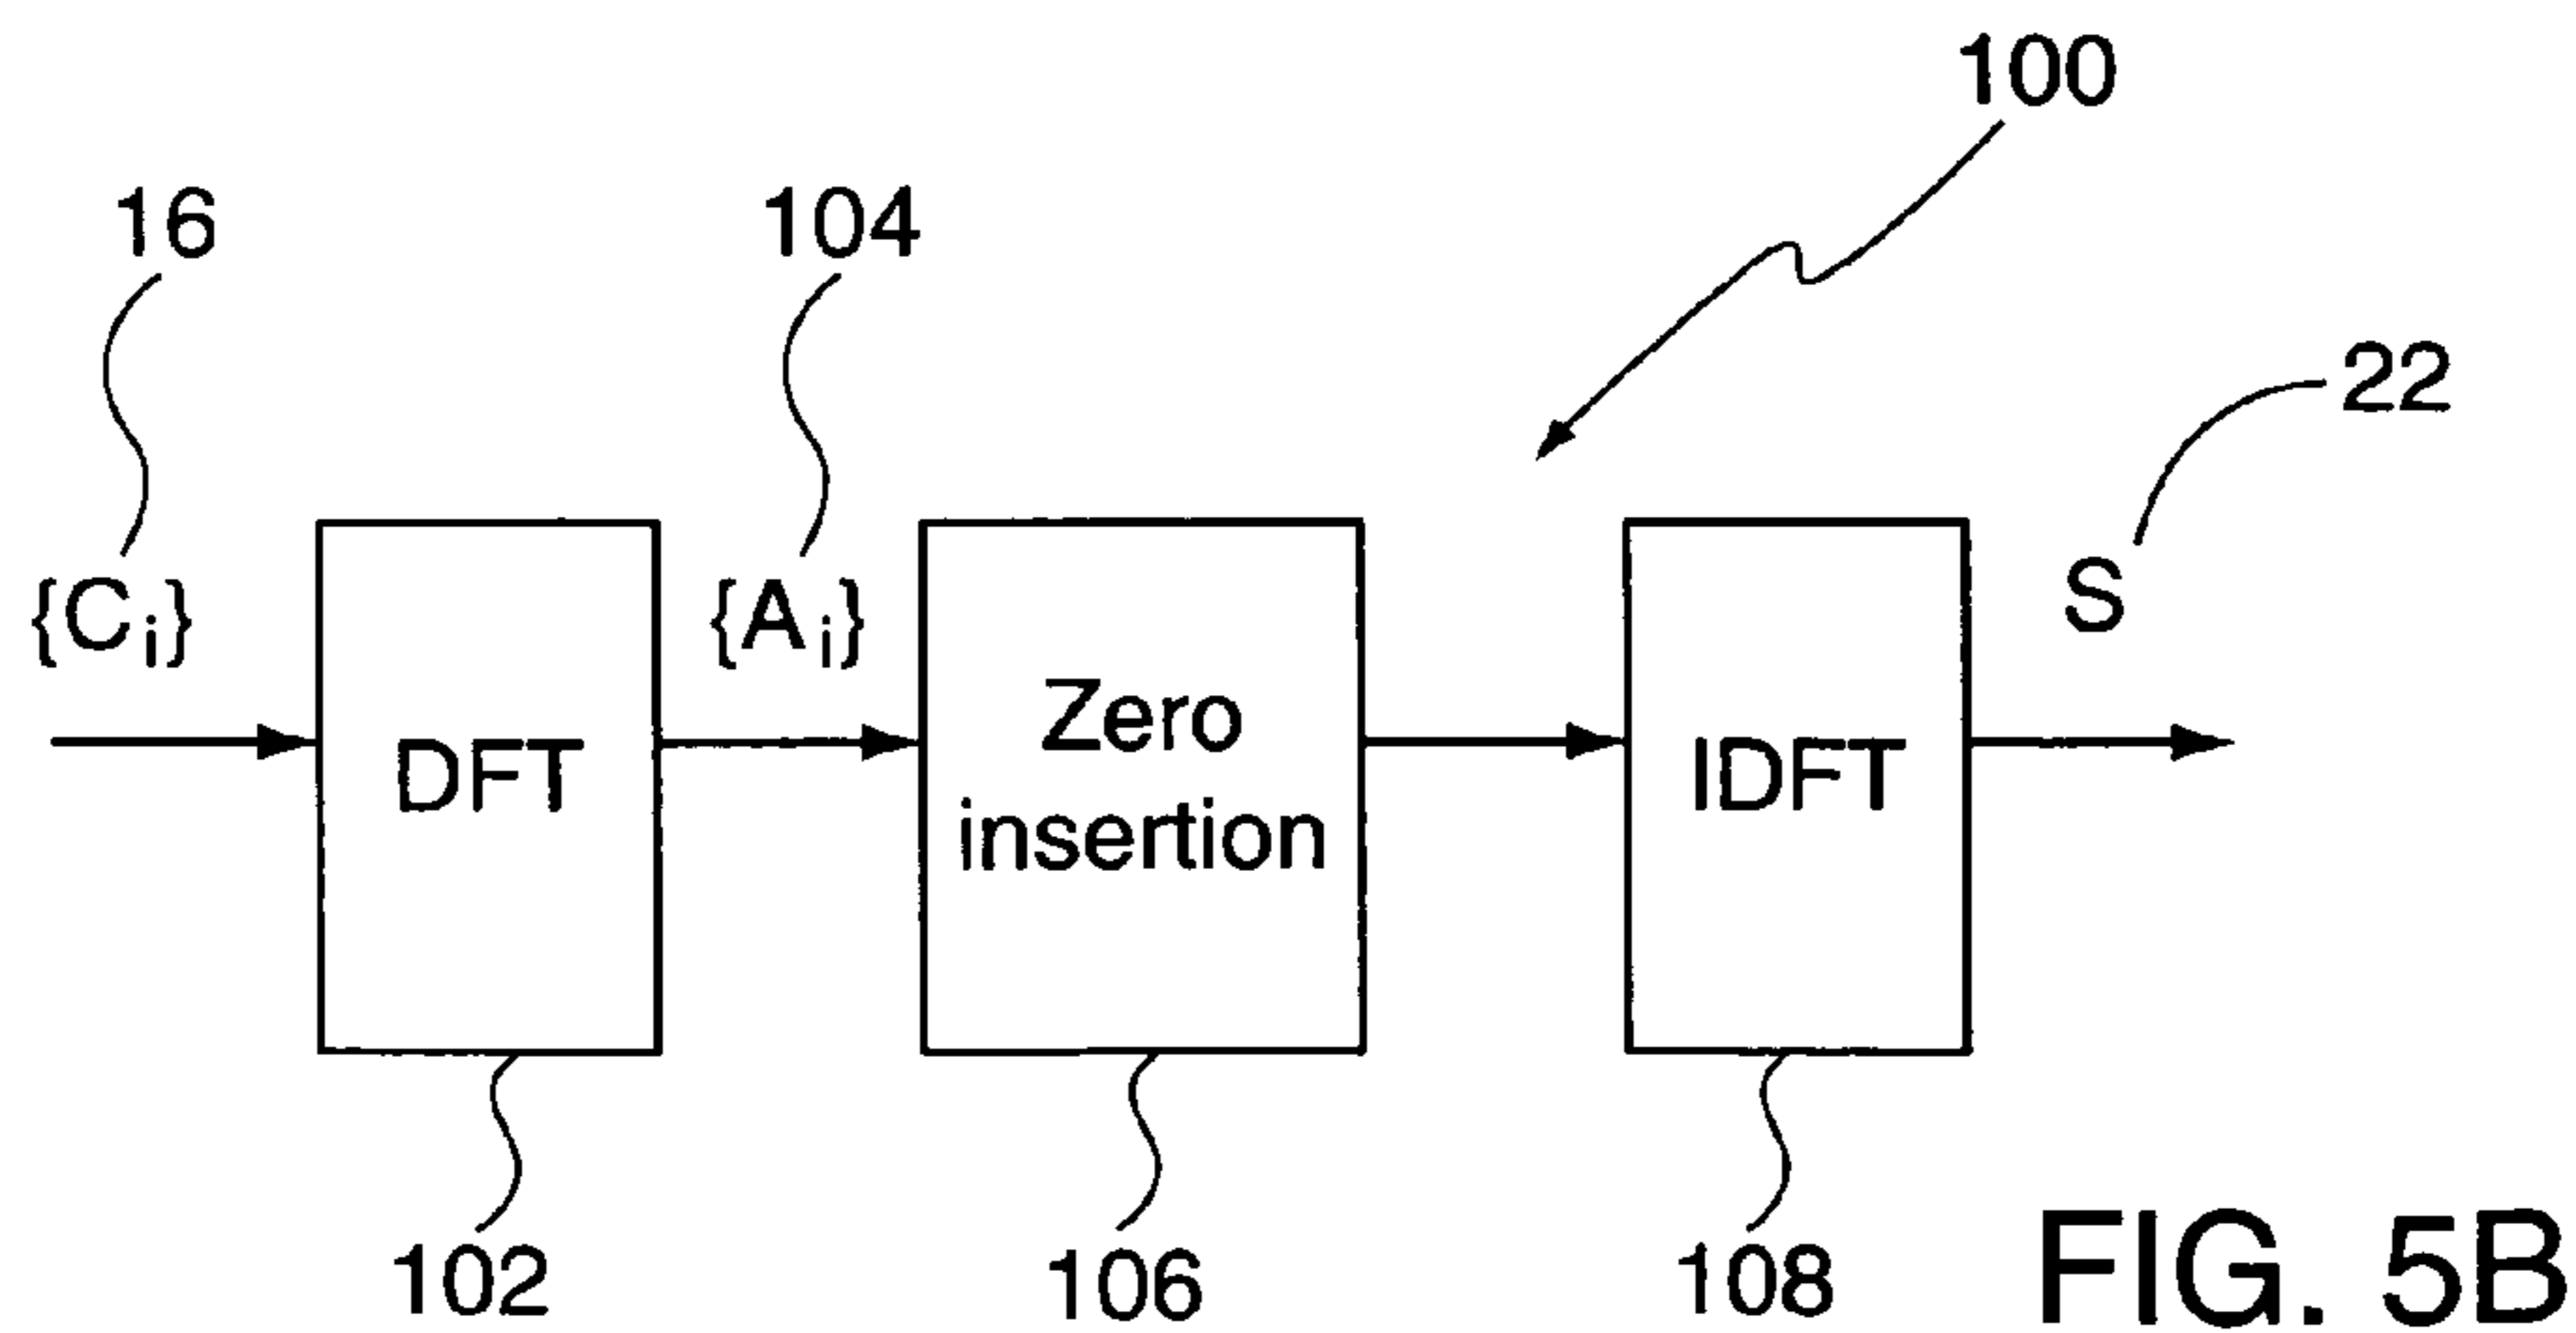 100
16
104
22
{Ci}
{Ai}
S
DFT
Zero
insertion
IDFT
102
106
108
FIG. 5B